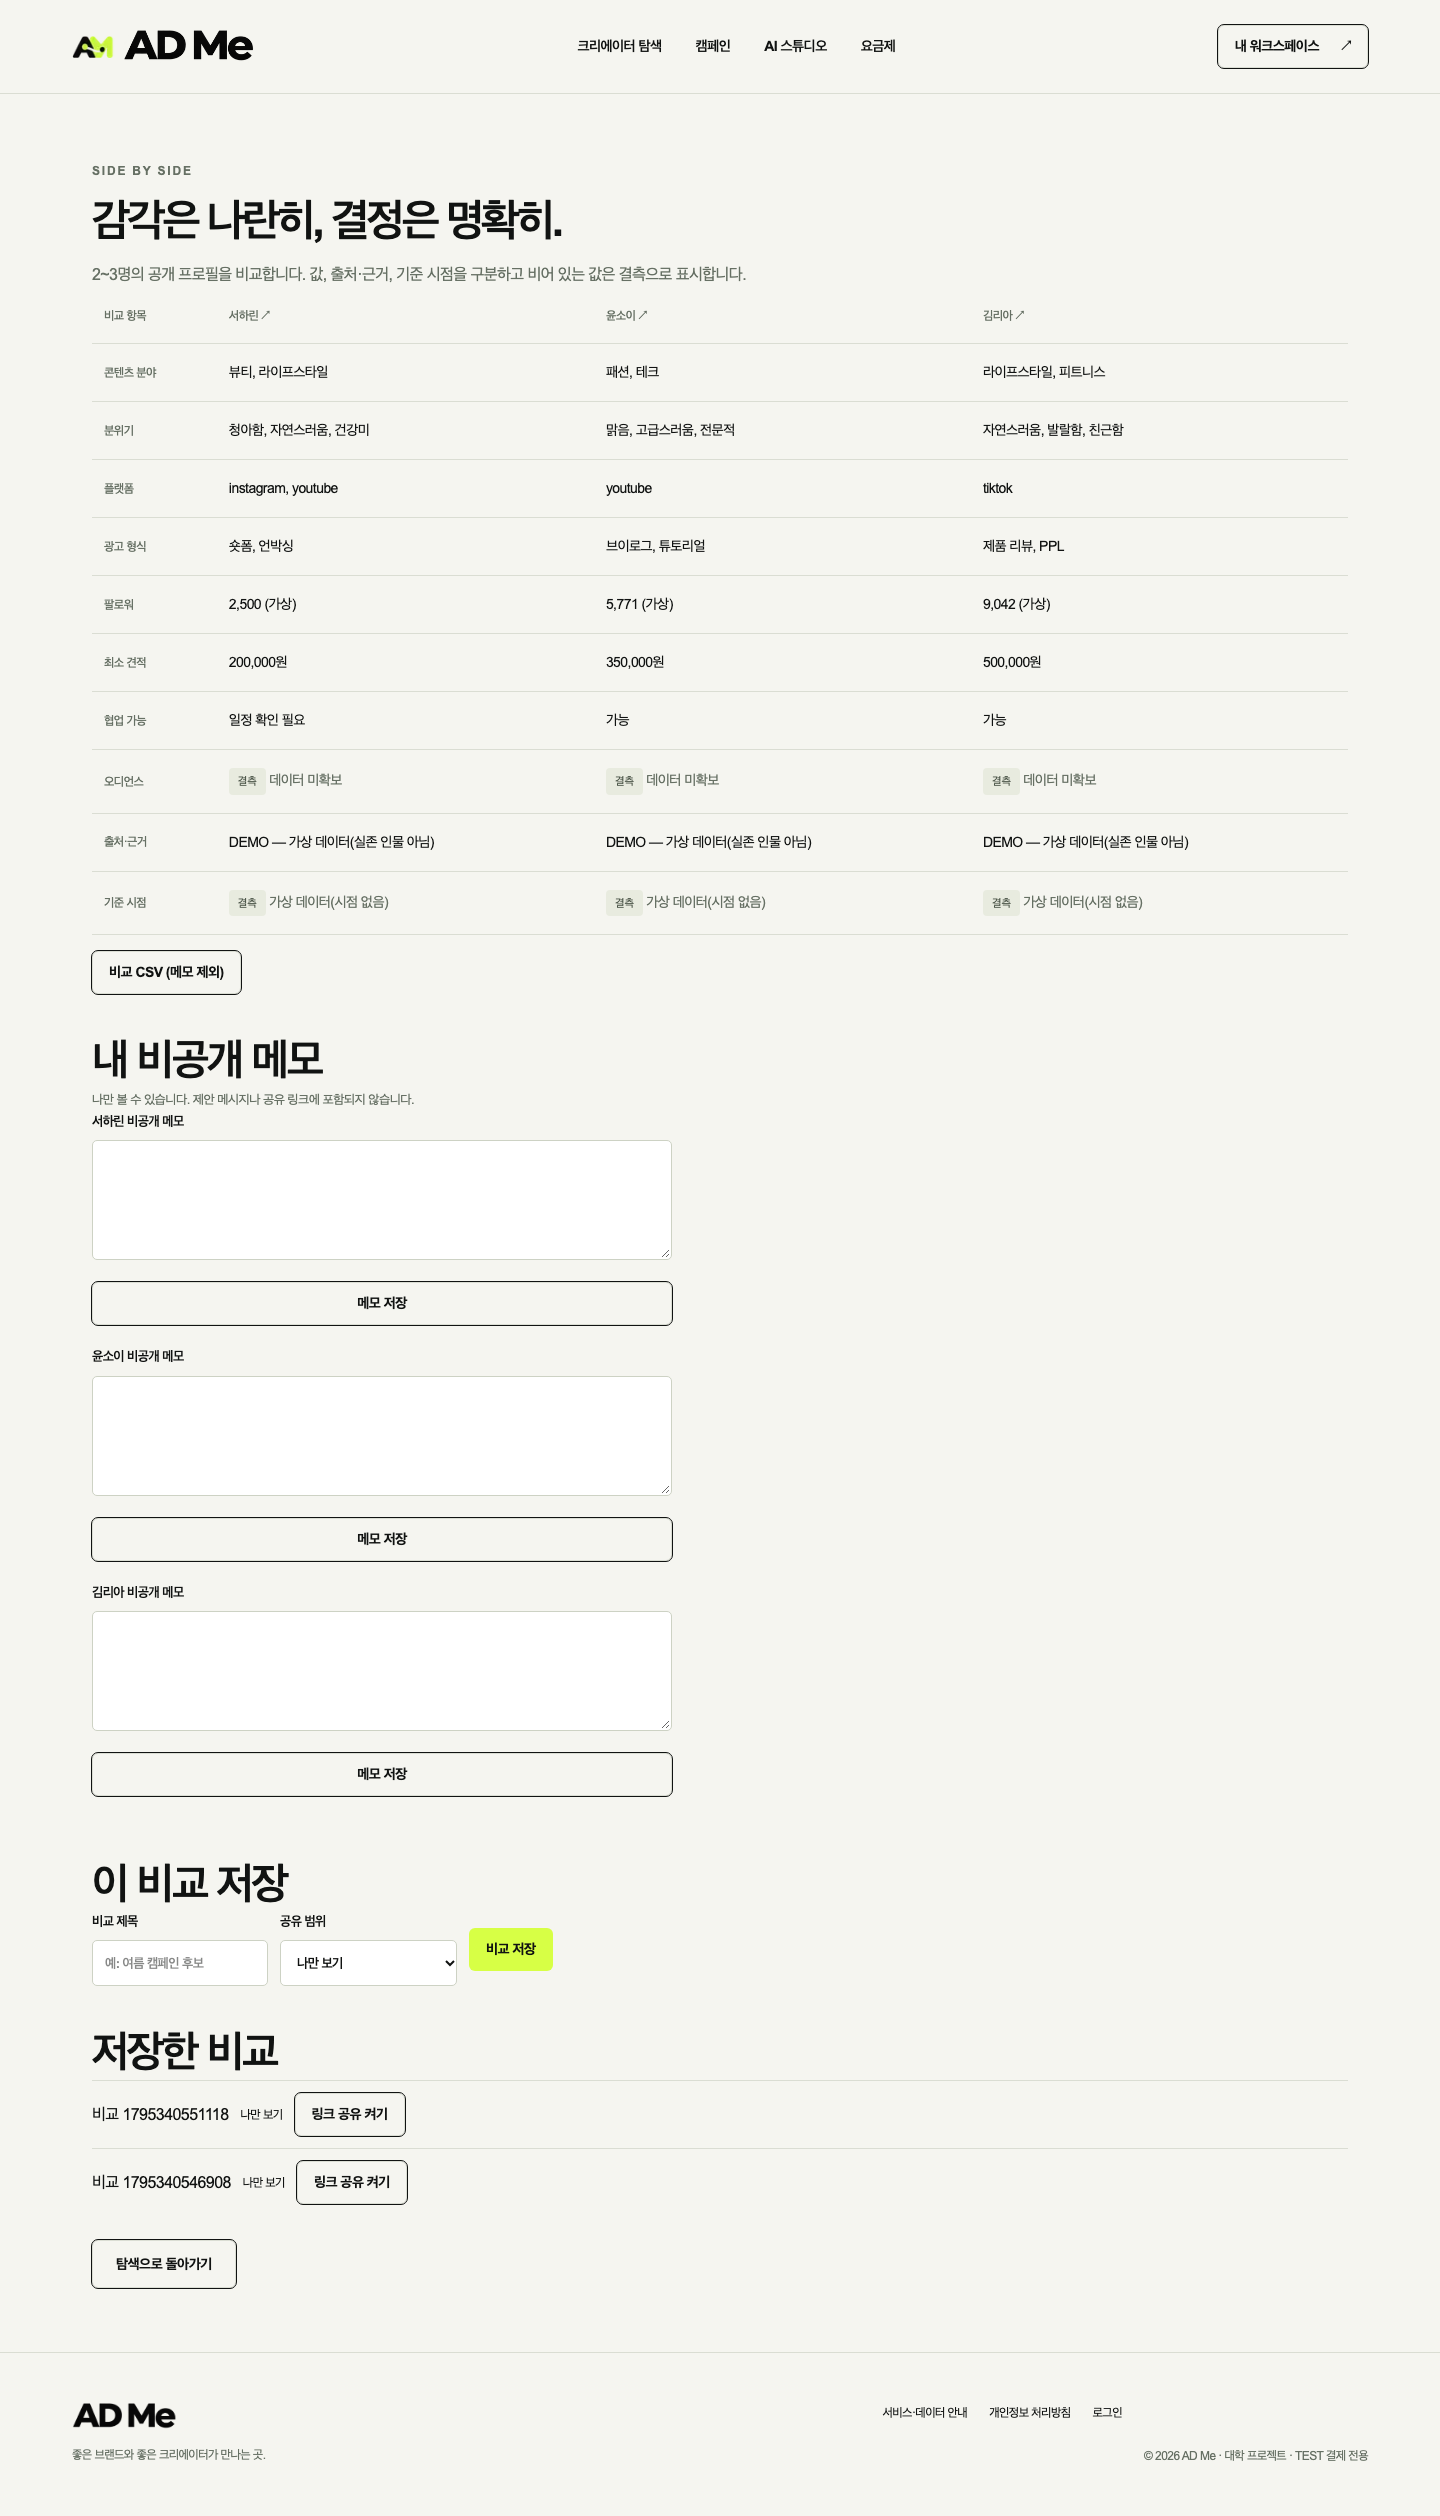 AD Me
크리에이터 탐색 캠페인 AI 스튜디오 요금제
내 워크스페이스 ↗
SIDE BY SIDE
감각은 나란히, 결정은 명확히.
2~3명의 공개 프로필을 비교합니다. 값, 출처·근거, 기준 시점을 구분하고 비어 있는 값은 결측으로 표시합니다.
비교 항목 서하린 ↗ 윤소이 ↗ 김리아 ↗
콘텐츠 분야 뷰티, 라이프스타일 패션, 테크 라이프스타일, 피트니스
분위기 청아함, 자연스러움, 건강미 맑음, 고급스러움, 전문적 자연스러움, 발랄함, 친근함
플랫폼 instagram, youtube youtube tiktok
광고 형식 숏폼, 언박싱 브이로그, 튜토리얼 제품 리뷰, PPL
팔로워 2,500 (가상) 5,771 (가상) 9,042 (가상)
최소 견적 200,000원 350,000원 500,000원
협업 가능 일정 확인 필요 가능 가능
오디언스 결측 데이터 미확보 결측 데이터 미확보 결측 데이터 미확보
출처·근거 DEMO — 가상 데이터(실존 인물 아님) DEMO — 가상 데이터(실존 인물 아님) DEMO — 가상 데이터(실존 인물 아님)
기준 시점 결측 가상 데이터(시점 없음) 결측 가상 데이터(시점 없음) 결측 가상 데이터(시점 없음)
비교 CSV (메모 제외)
내 비공개 메모
나만 볼 수 있습니다. 제안 메시지나 공유 링크에 포함되지 않습니다.
서하린 비공개 메모
메모 저장
윤소이 비공개 메모
메모 저장
김리아 비공개 메모
메모 저장
이 비교 저장
비교 제목 공유 범위
예: 여름 캠페인 후보 나만 보기 비교 저장
저장한 비교
비교 1795340551118 나만 보기 링크 공유 켜기
비교 1795340546908 나만 보기 링크 공유 켜기
탐색으로 돌아가기
AD Me
서비스·데이터 안내 개인정보 처리방침 로그인
좋은 브랜드와 좋은 크리에이터가 만나는 곳.
© 2026 AD Me · 대학 프로젝트 · TEST 결제 전용